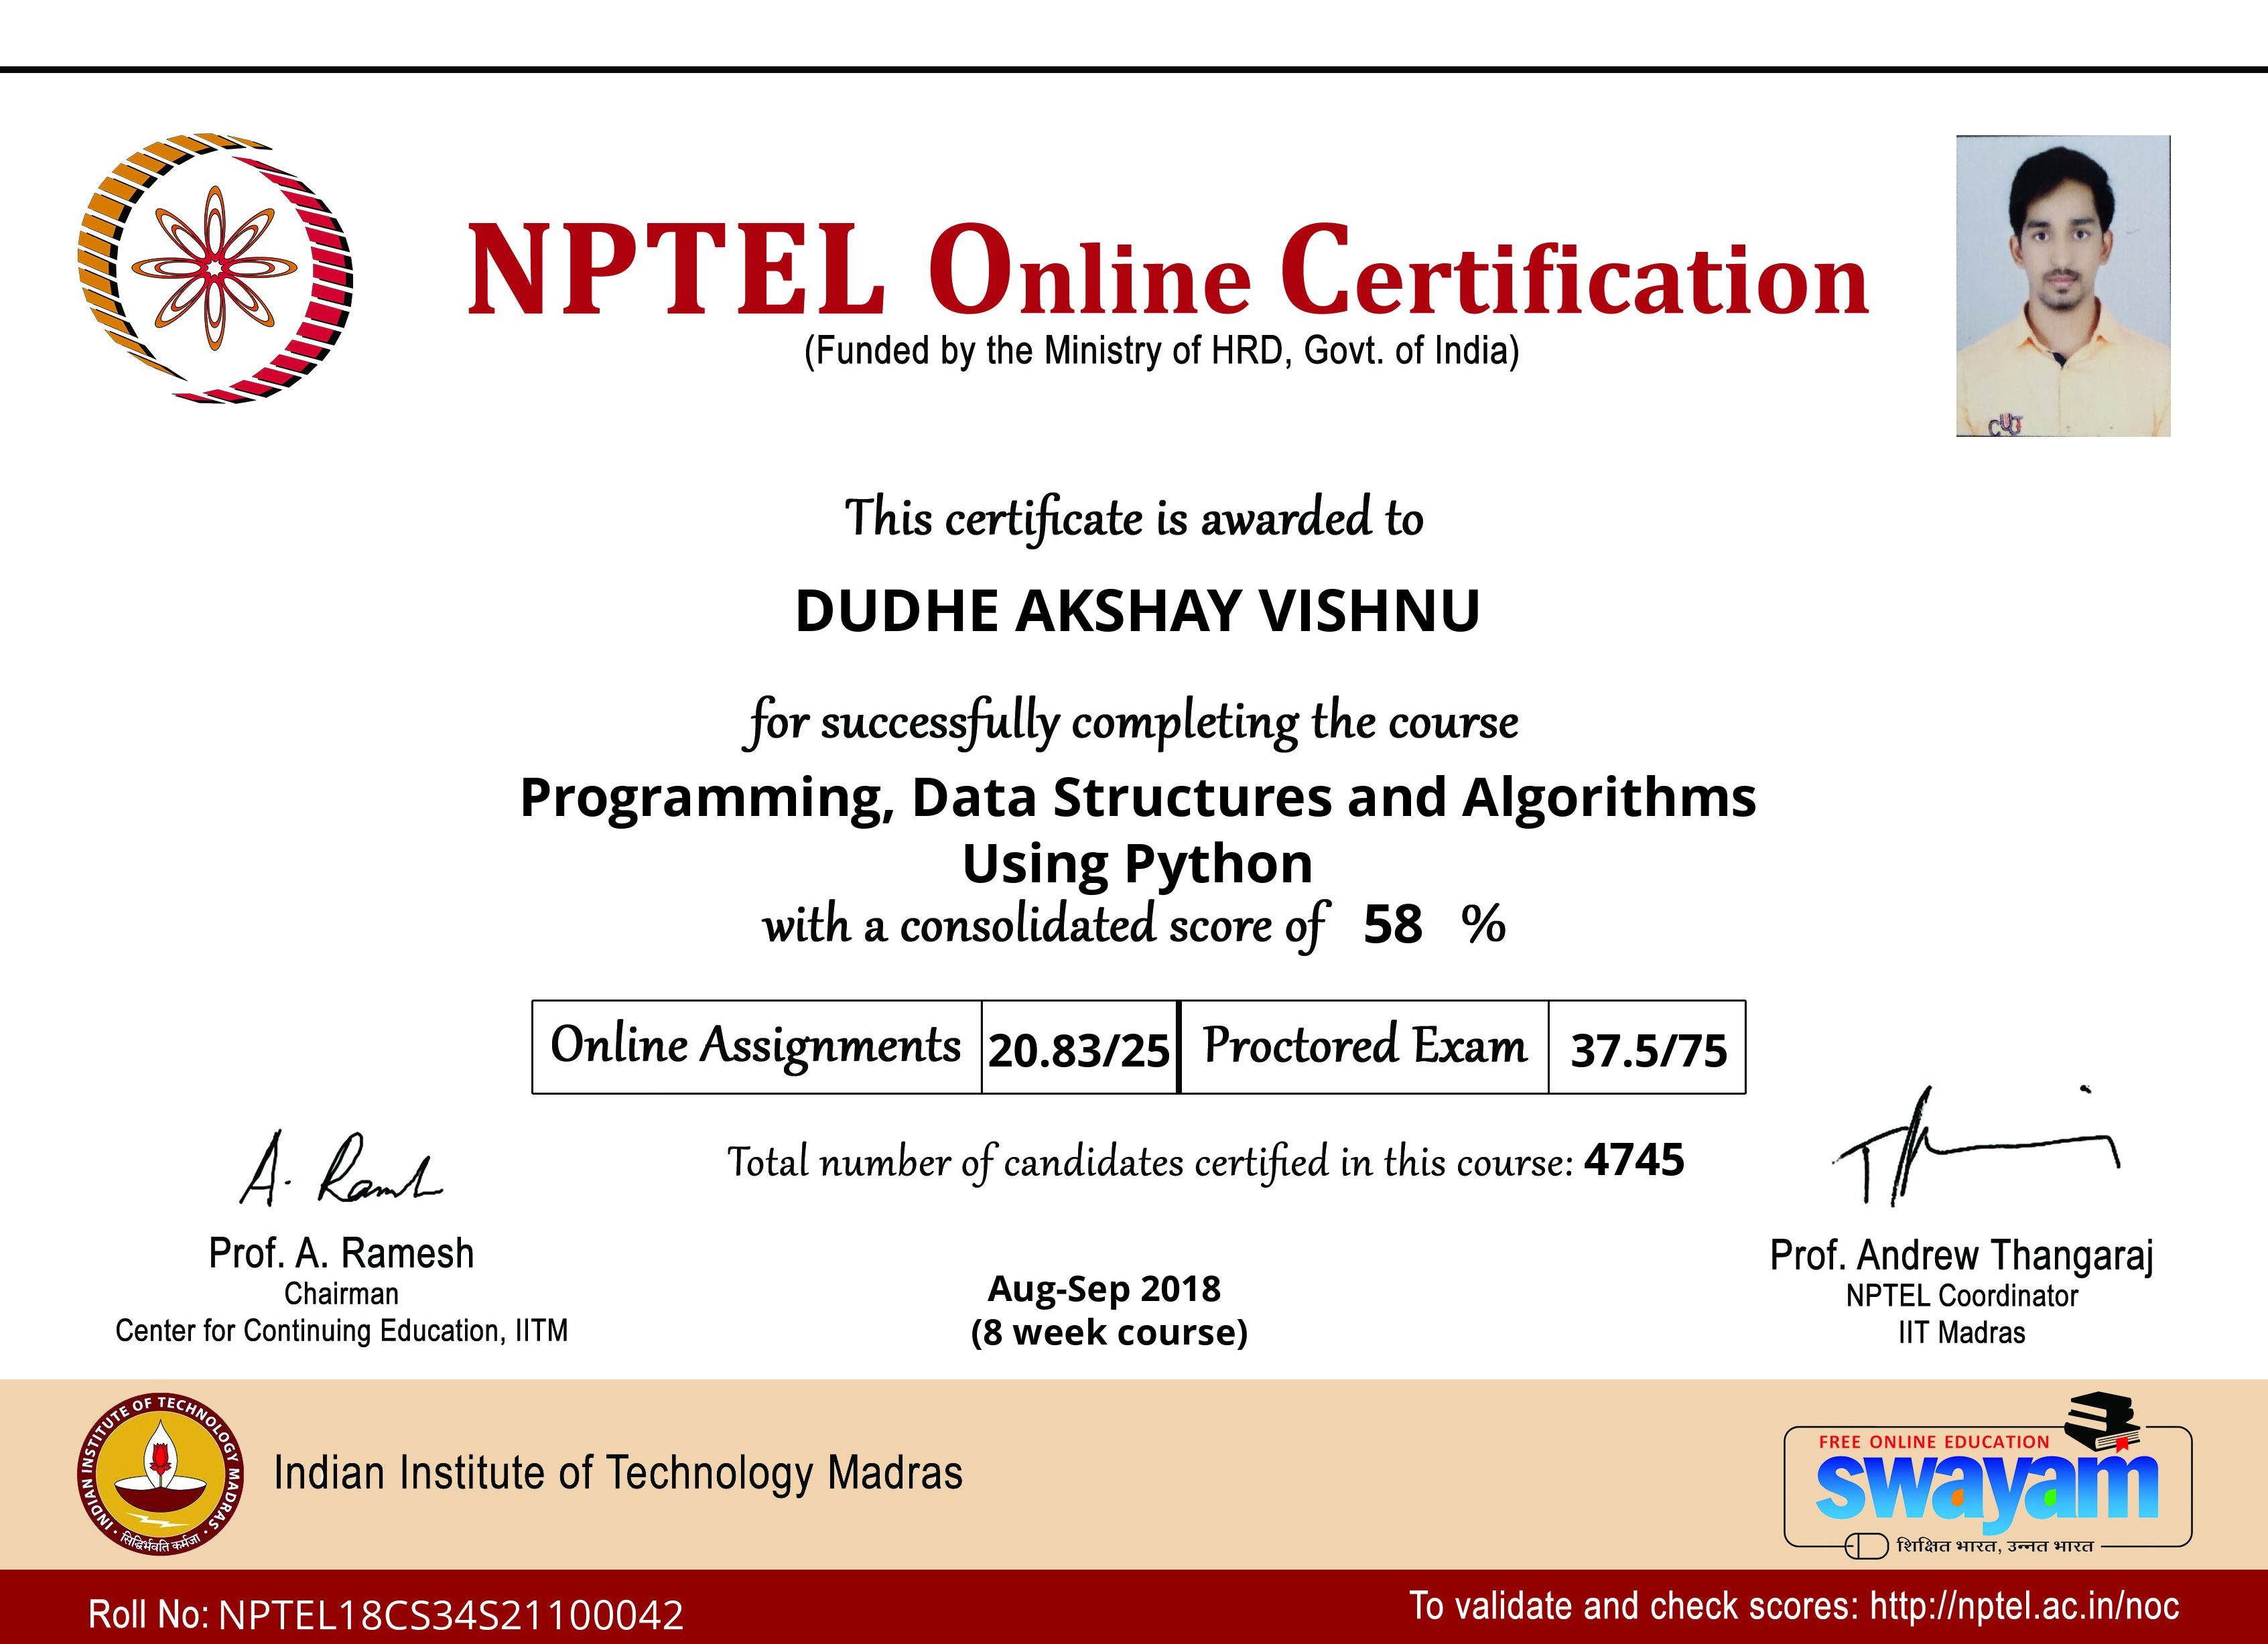 NPTEL Online Certification
(Funded by the Ministry of HRD, Govt. of India)
CUT
This certificate is awarded to
DUDHE AKSHAY VISHNU
for successfully completing the course
Programming, Data Structures and Algorithms
Using Python
with a consolidated score of 58 %
Online Assignments 20.83/25 Proctored Exam 37.5/75
Total number of candidates certified in this course: 4745
A. Ramesh
Prof. A. Ramesh
Chairman
Center for Continuing Education, IITM
Aug-Sep 2018
(8 week course)
Prof. Andrew Thangaraj
NPTEL Coordinator
IIT Madras
INDIAN INSTITUTE OF TECHNOLOGY MADRAS
सिद्धिर्भवति कर्मजा
Indian Institute of Technology Madras
FREE ONLINE EDUCATION
swayam
शिक्षित भारत, उन्नत भारत
Roll No: NPTEL18CS34S21100042
To validate and check scores: http://nptel.ac.in/noc